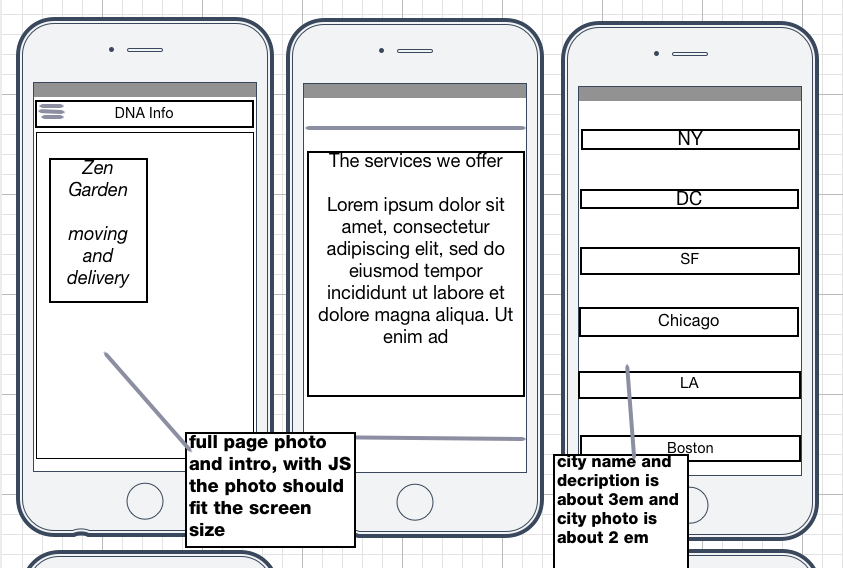 DNA Info
Zen
Garden
moving
and
delivery
full page photo
and intro, with JS
the photo should
fit the screen
size
The services we offer
Lorem ipsum dolor sit
amet, consectetur
adipiscing elit, sed do
eiusmod tempor
incididunt ut labore et
dolore magna aliqua. Ut
enim ad
NY
DC
SF
Chicago
LA
Boston
city name and
decription is
about 3em and
city photo is
about 2 em